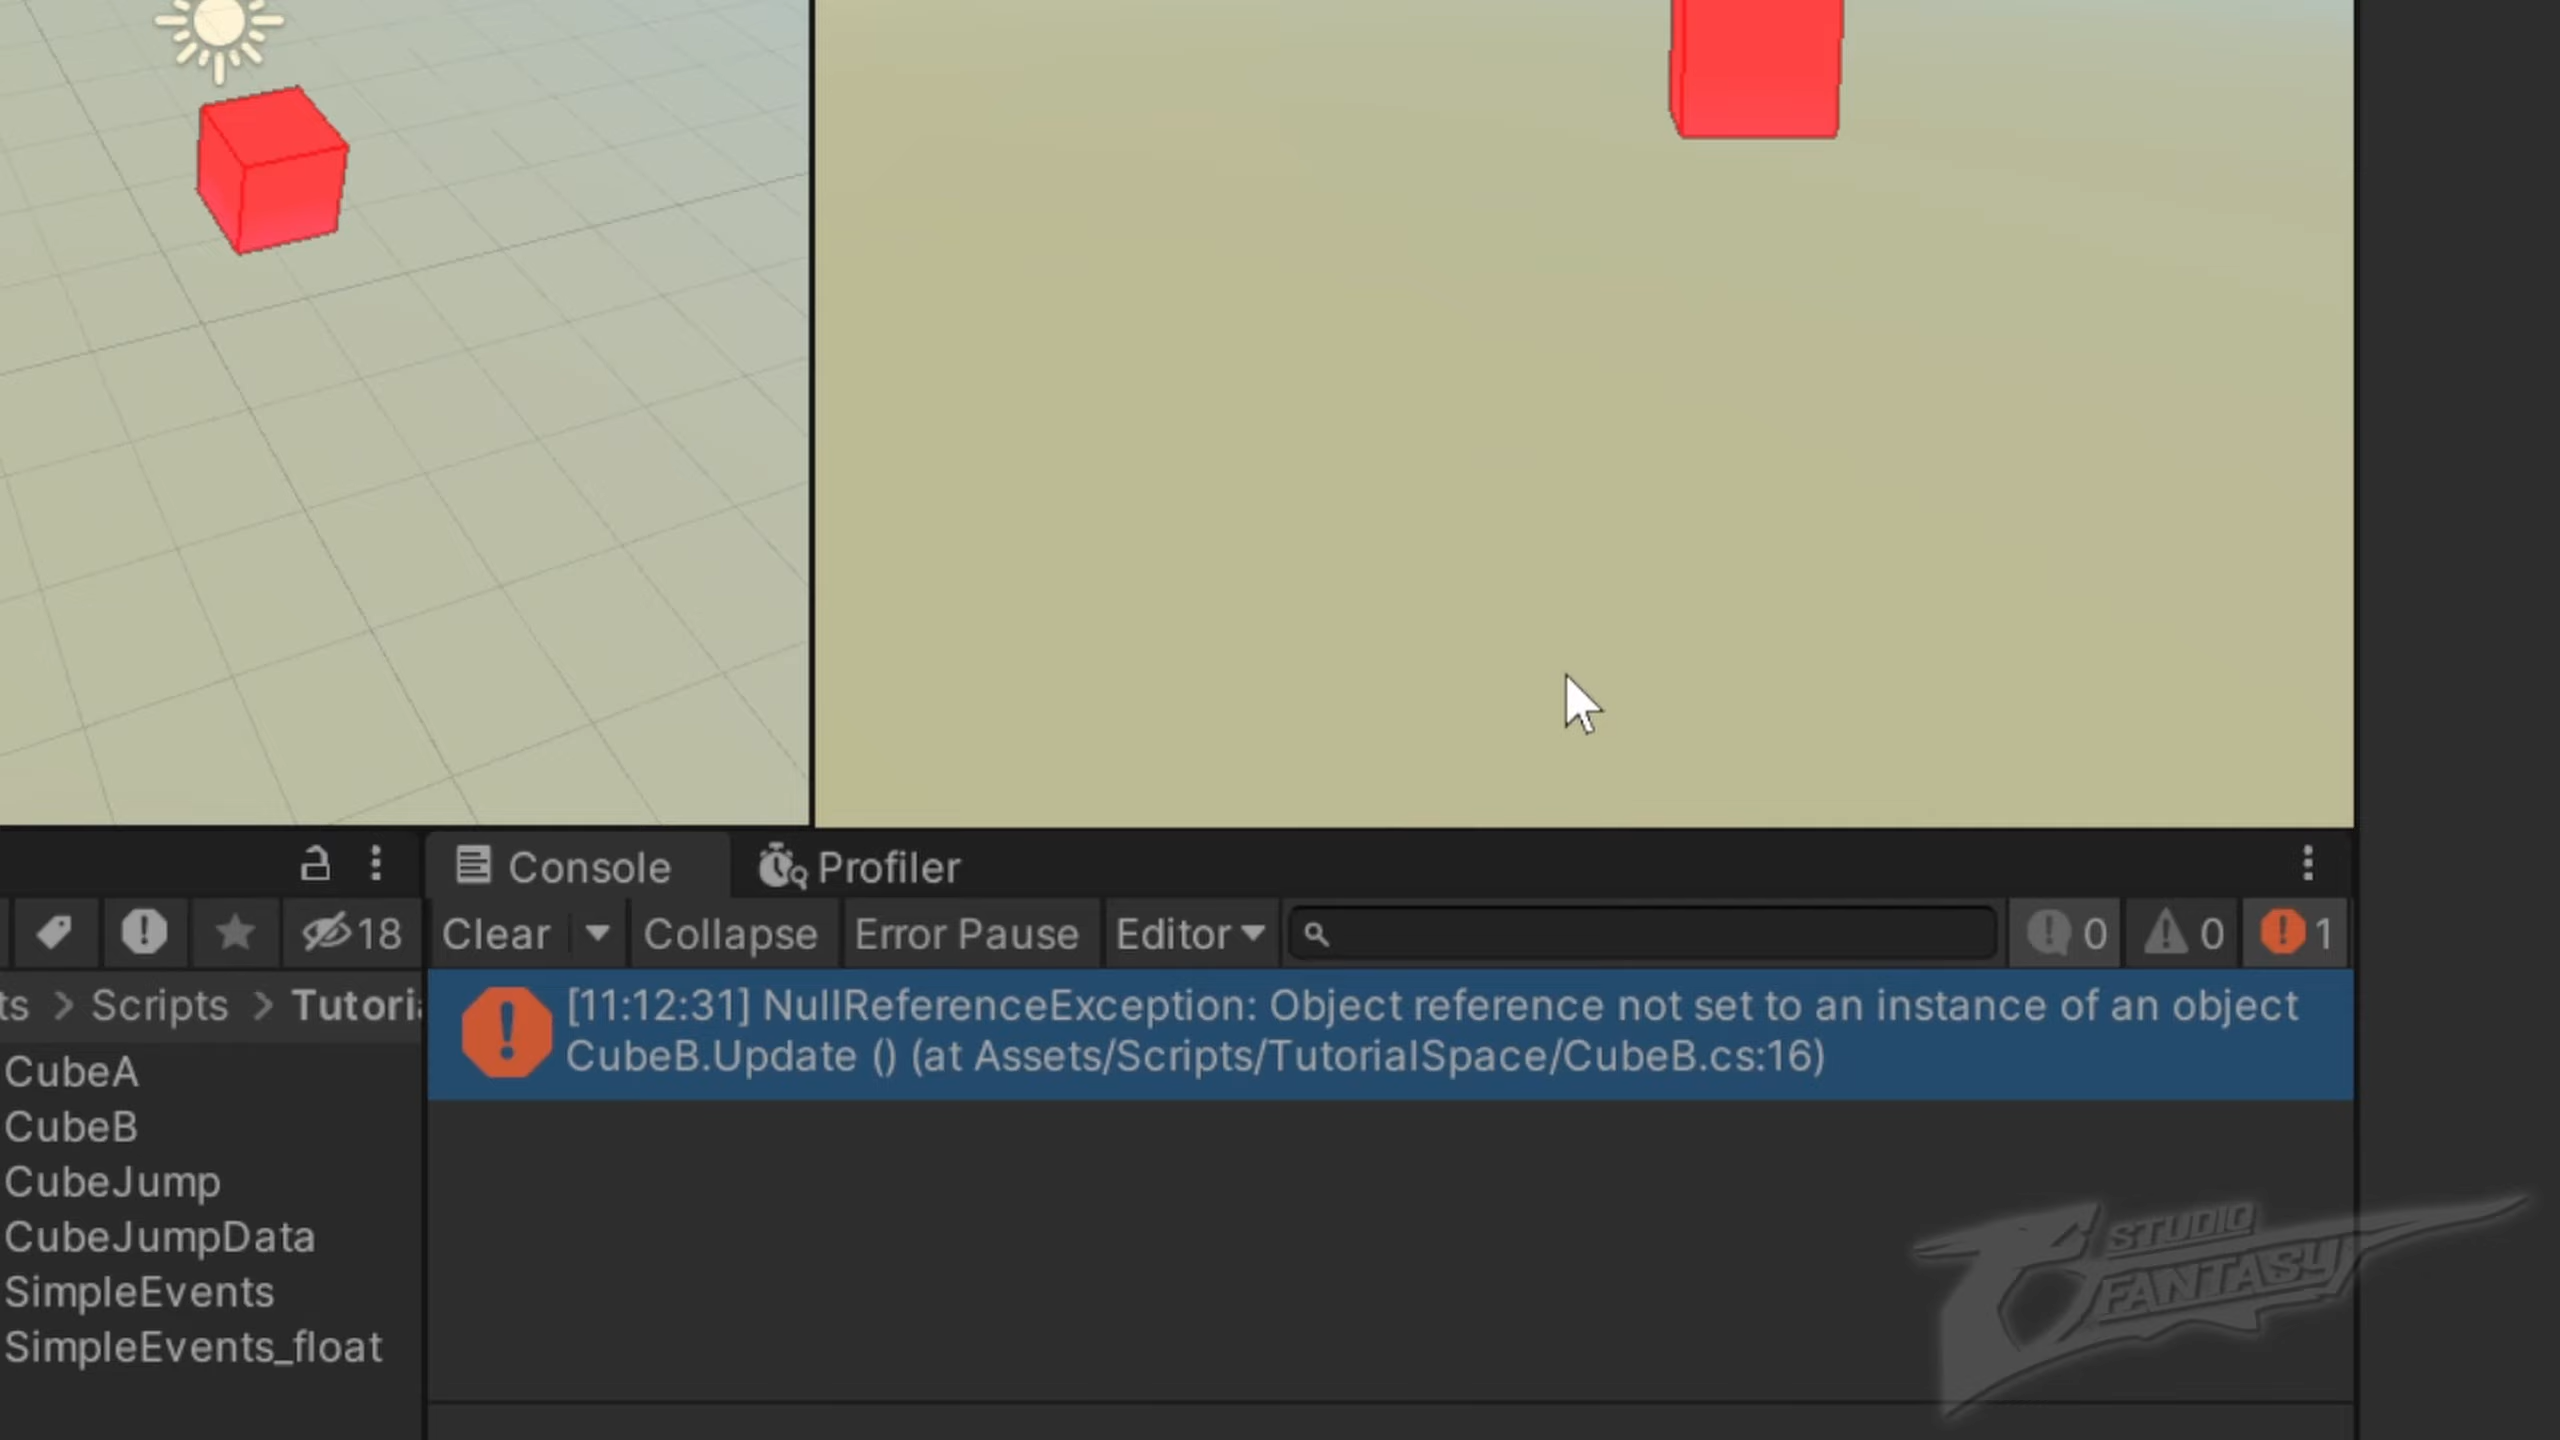 Console
Profiler
18
Clear
Collapse
Error Pause
Editor
0
0
1
ts > Scripts > Tutori
[11:12:31] NullReferenceException: Object reference not set to an instance of an object
CubeB.Update () (at Assets/Scripts/TutorialSpace/CubeB.cs:16)
CubeA
CubeB
CubeJump
CubeJumpData
SimpleEvents
SimpleEvents_float
STUDIO
FANTASY